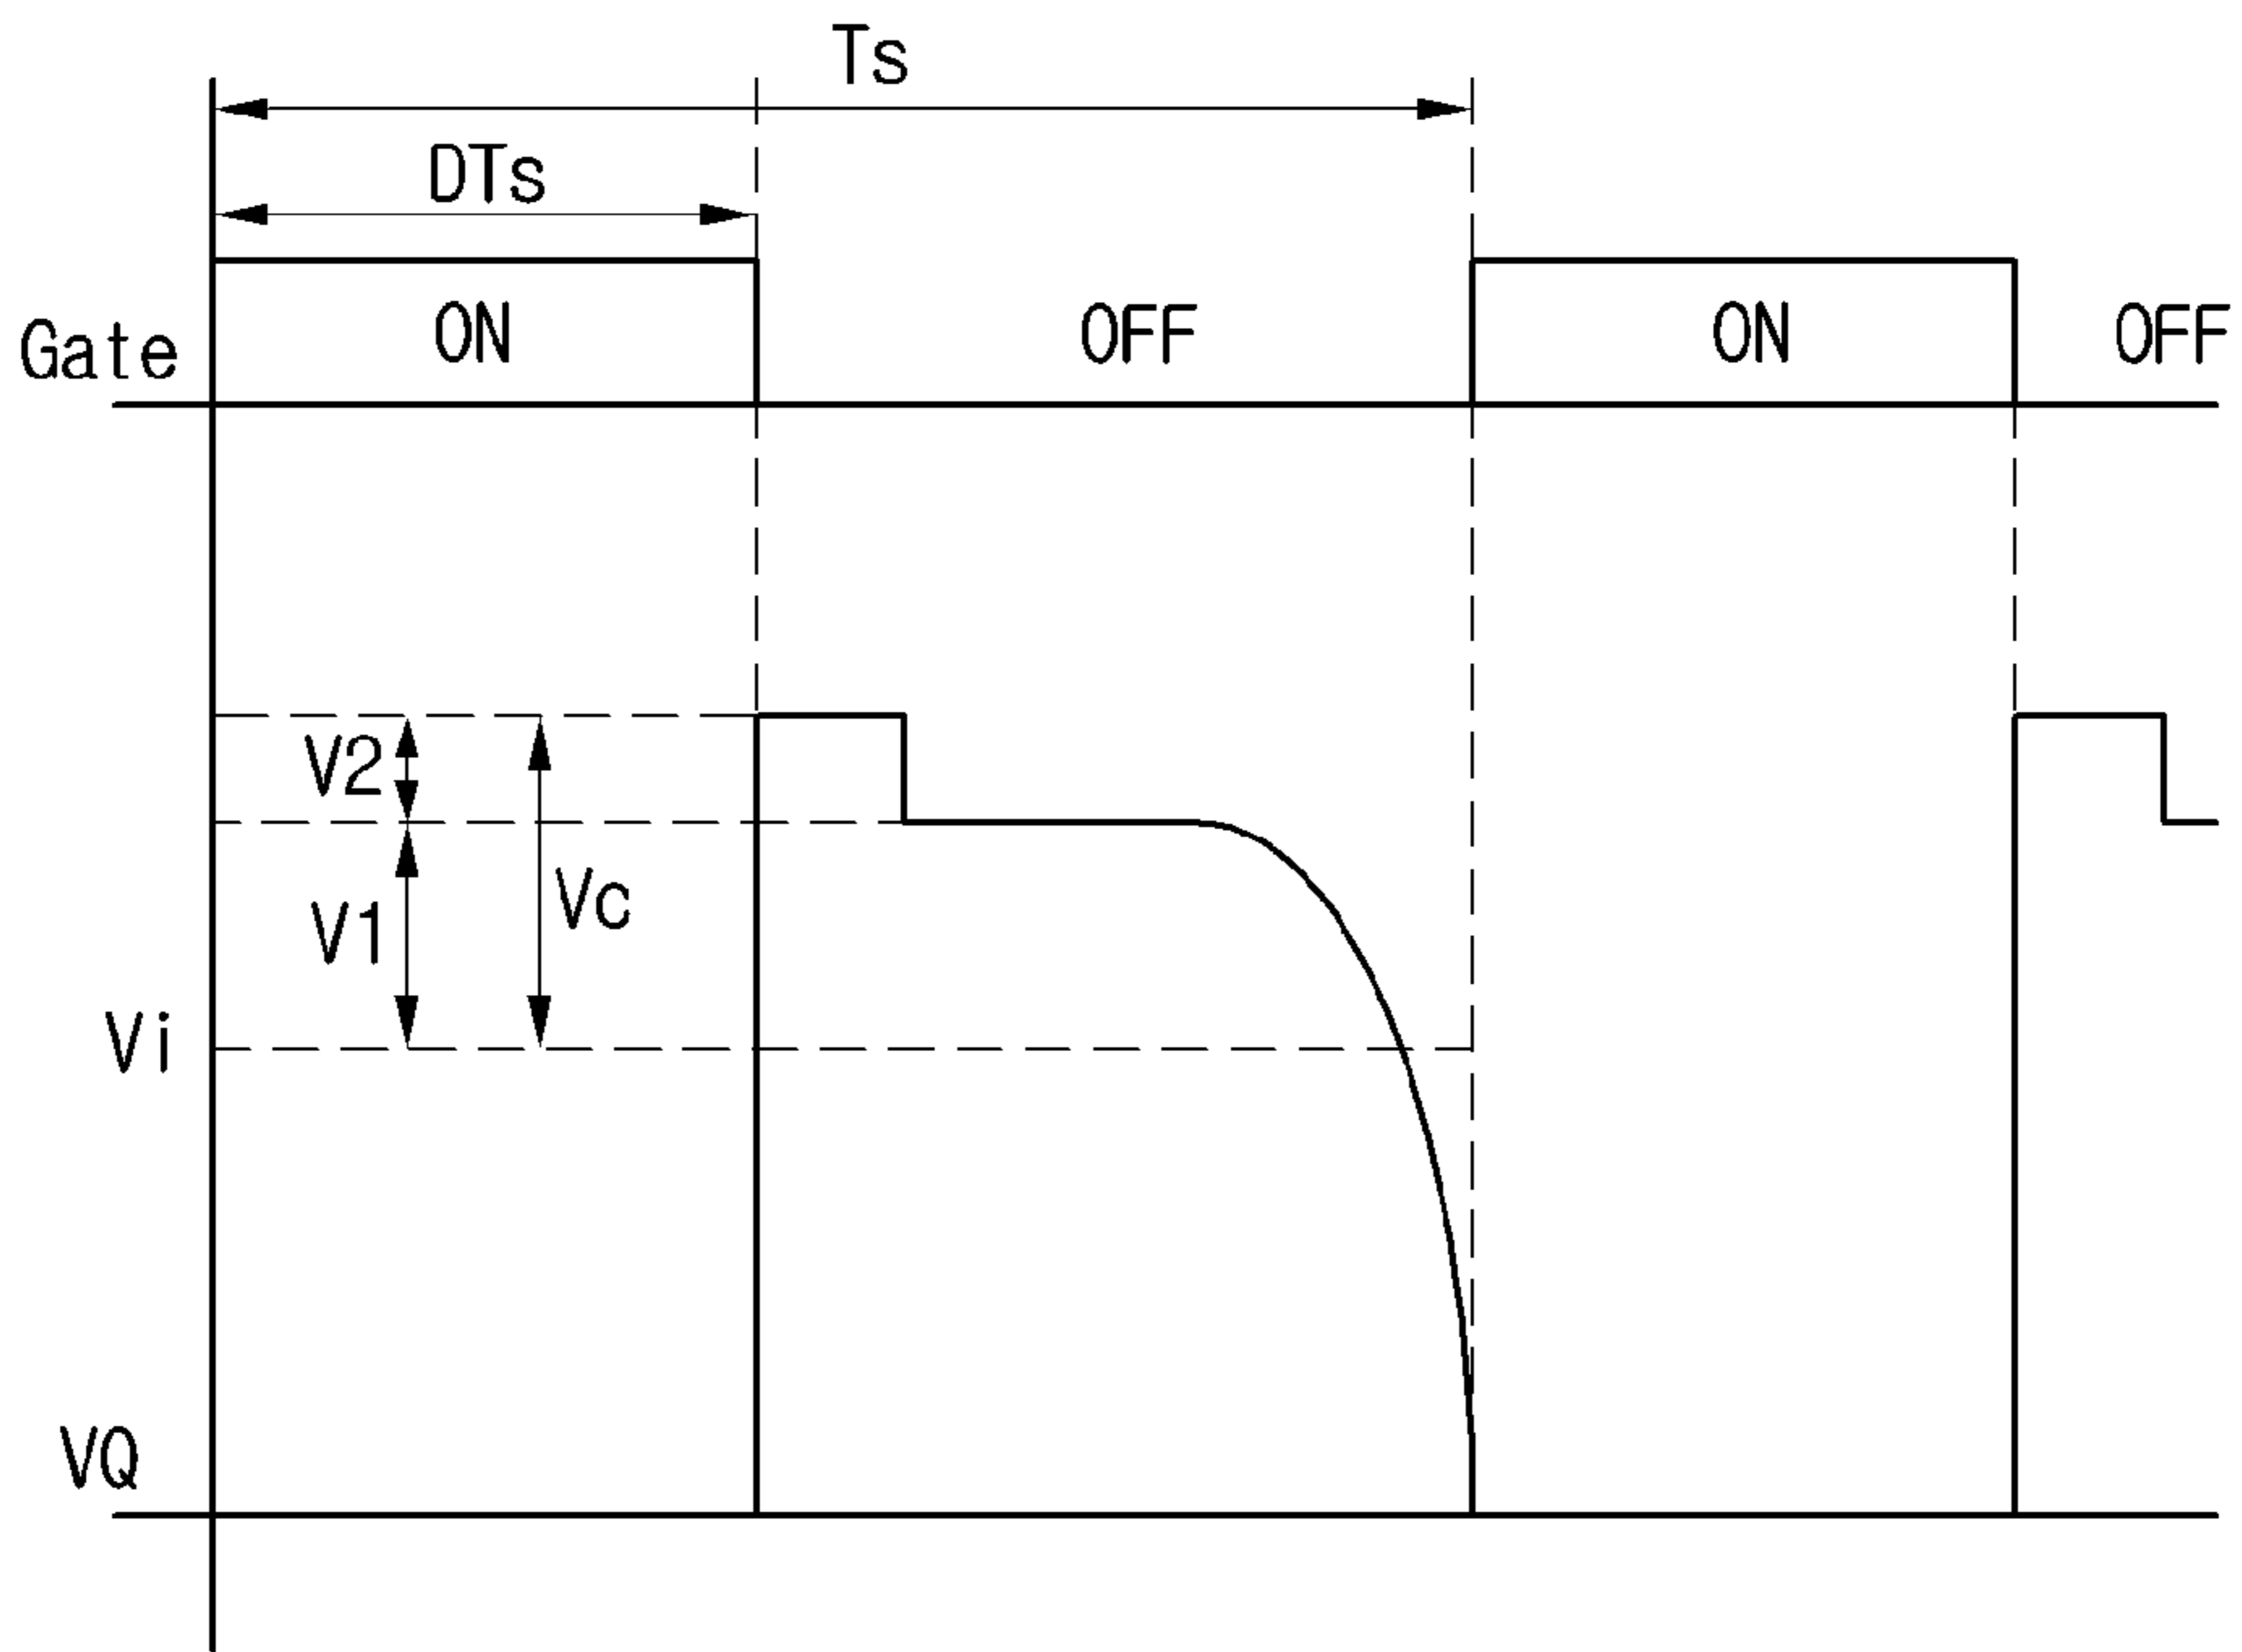 Ts
DTs
Gate ON OFF ON OFF
V2
V1 Vc
Vi
VQ